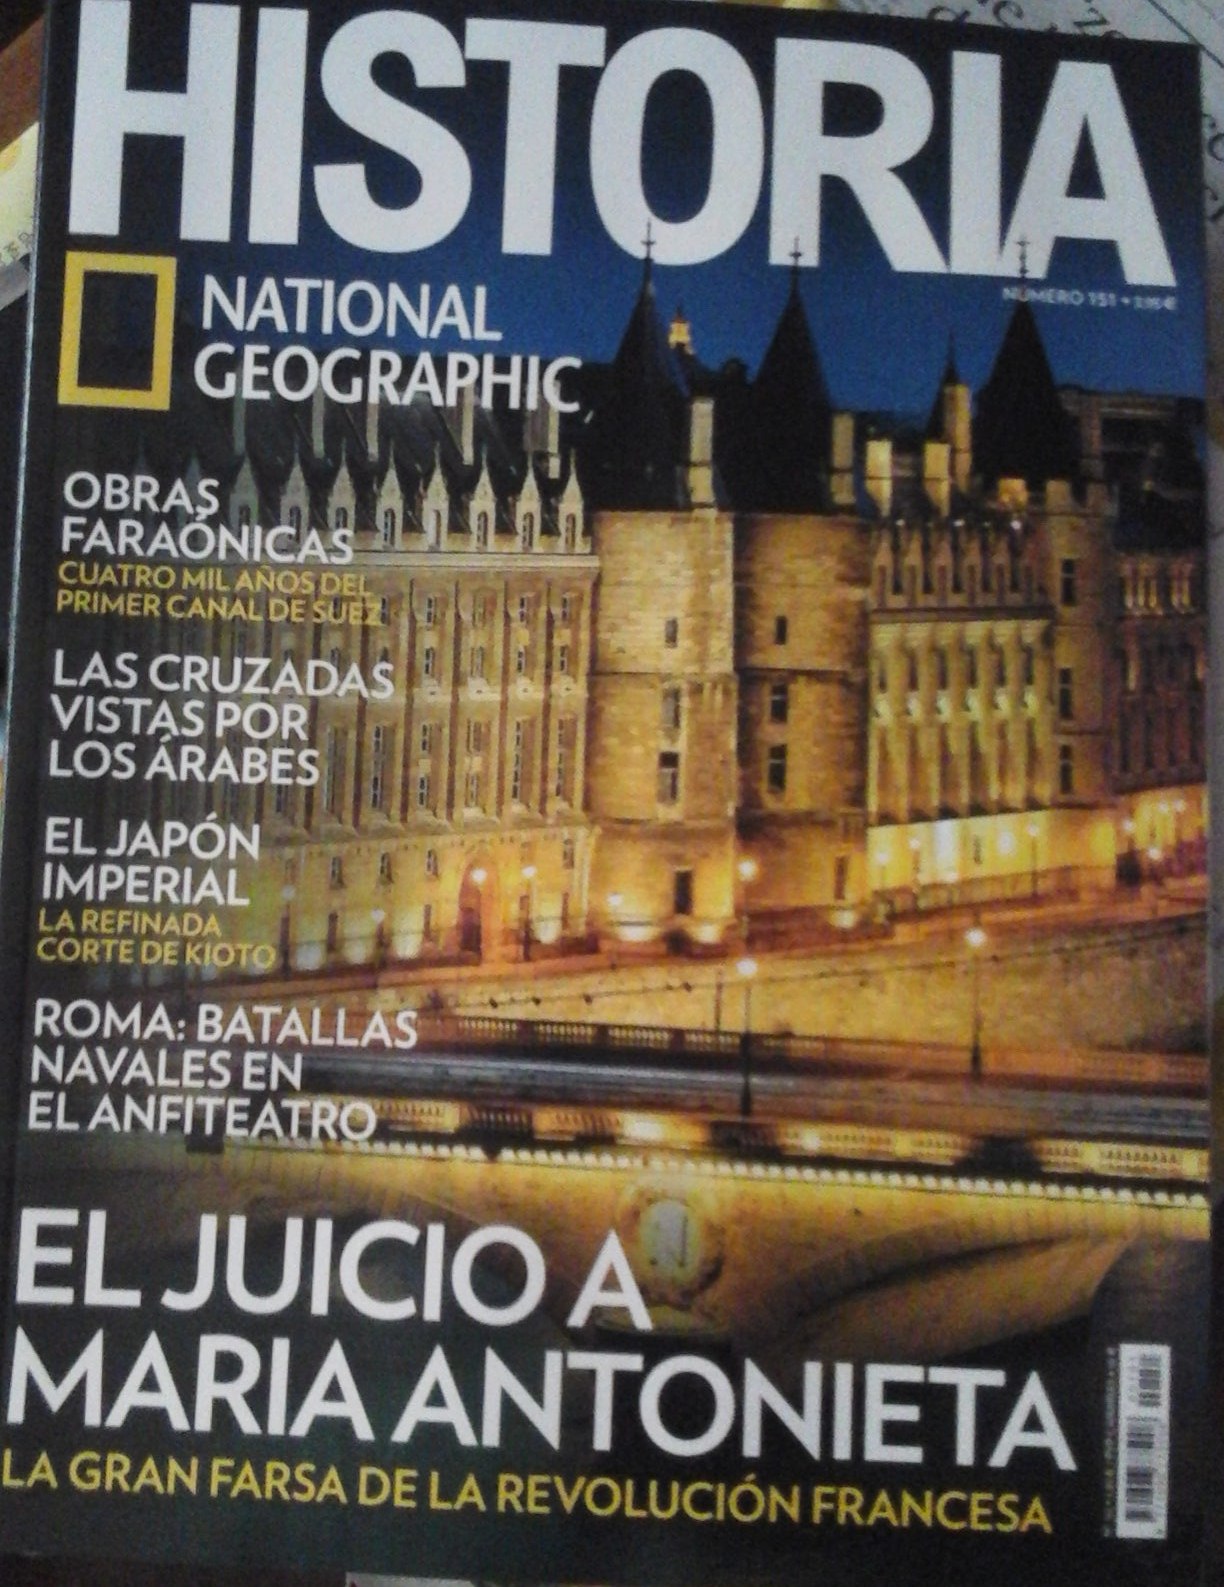 HISTORIA
NÚMERO 151
NATIONAL
GEOGRAPHIC
OBRAS
FARAÓNICAS
CUATRO MIL AÑOS DEL
PRIMER CANAL DE SUEZ
LAS CRUZADAS
VISTAS POR
LOS ÁRABES
EL JAPÓN
IMPERIAL
LA REFINADA
CORTE DE KIOTO
ROMA: BATALLAS
NAVALES EN
EL ANFITEATRO
EL JUICIO A
MARIA ANTONIETA
LA GRAN FARSA DE LA REVOLUCIÓN FRANCESA